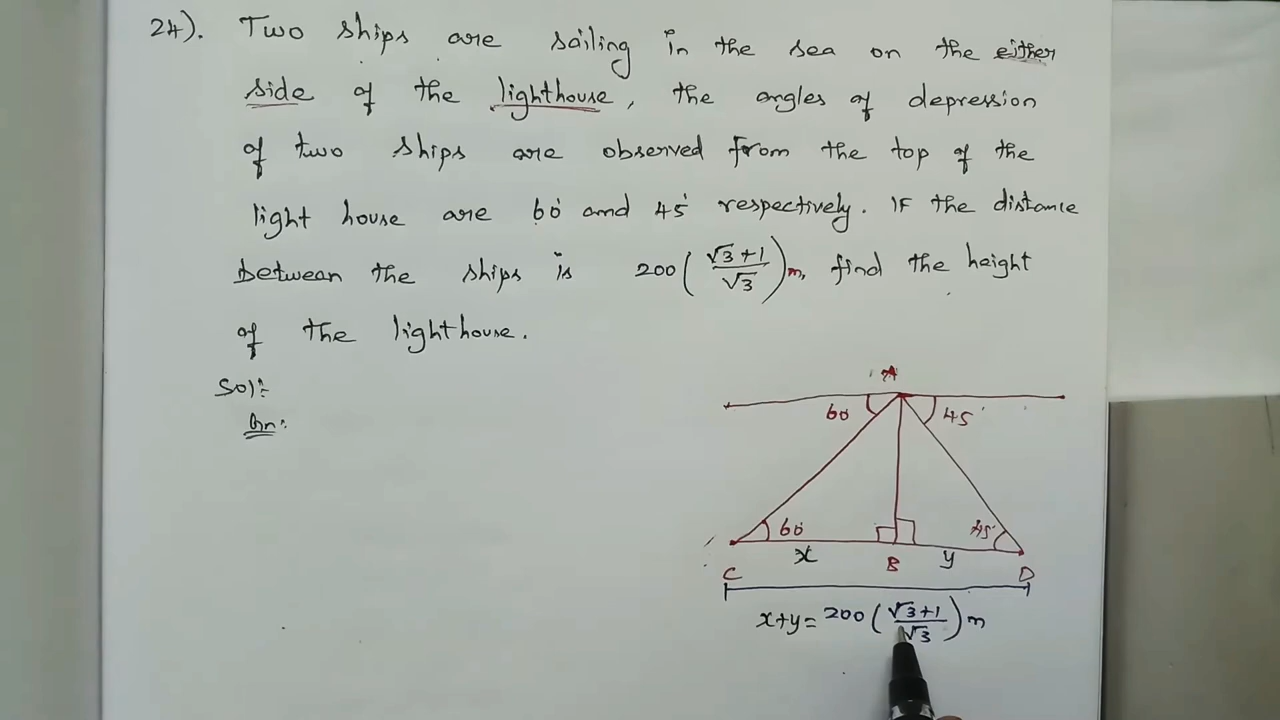 24). Two ships are sailing in the sea on the either
side of the lighthouse, the angles of depression
of two ships are observed from the top of the
light house are 60° and 45° respectively. If the distance
between the ships is 200(√3+1/√3)m, find the height
of the lighthouse.
Sol:
Gn:
A
60° 45°
60° 45°
x B y
C D
x+y=200(√3+1/√3)m